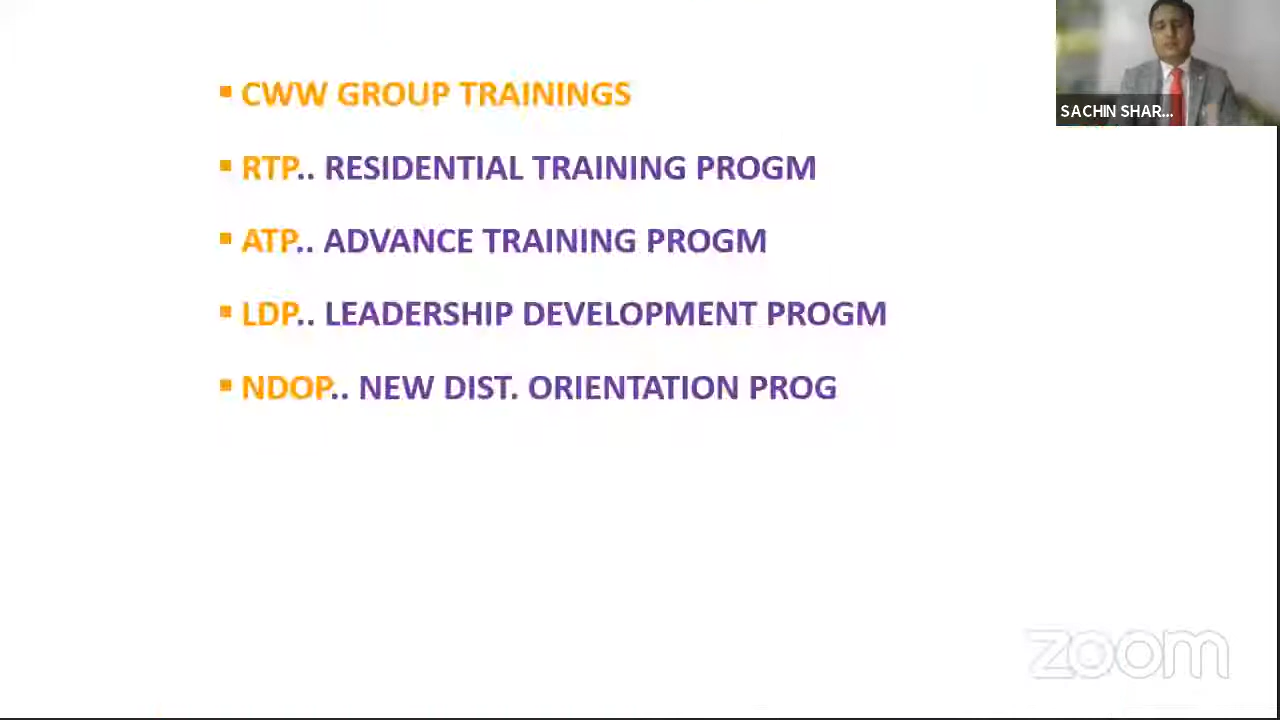 CWW GROUP TRAININGS
SACHIN SHAR...
RTP.. RESIDENTIAL TRAINING PROGM
ATP.. ADVANCE TRAINING PROGM
LDP.. LEADERSHIP DEVELOPMENT PROGM
NDOP.. NEW DIST. ORIENTATION PROG
zoom